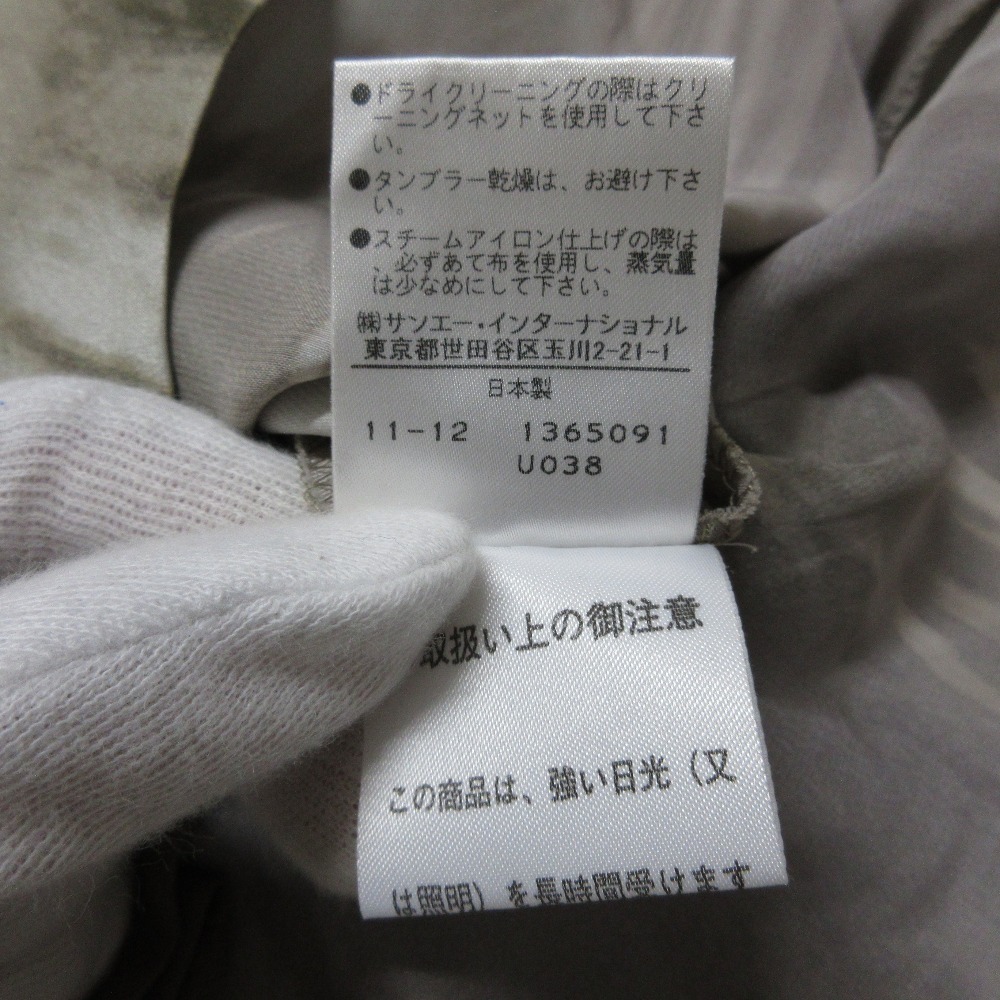 ●ドライクリーニングの際はクリ
ーニングネットを使用して下さ
い。
●タンブラー乾燥は、お避け下さ
い。
●スチームアイロン仕上げの際は
、必ずあて布を使用し、蒸気量
は少なめにして下さい。
㈱サンエー・インターナショナル
東京都世田谷区玉川2-21-1
日本製
11-12 1365091
U038
取扱い上の御注意
この商品は、強い日光（又
は照明）を長時間受けます